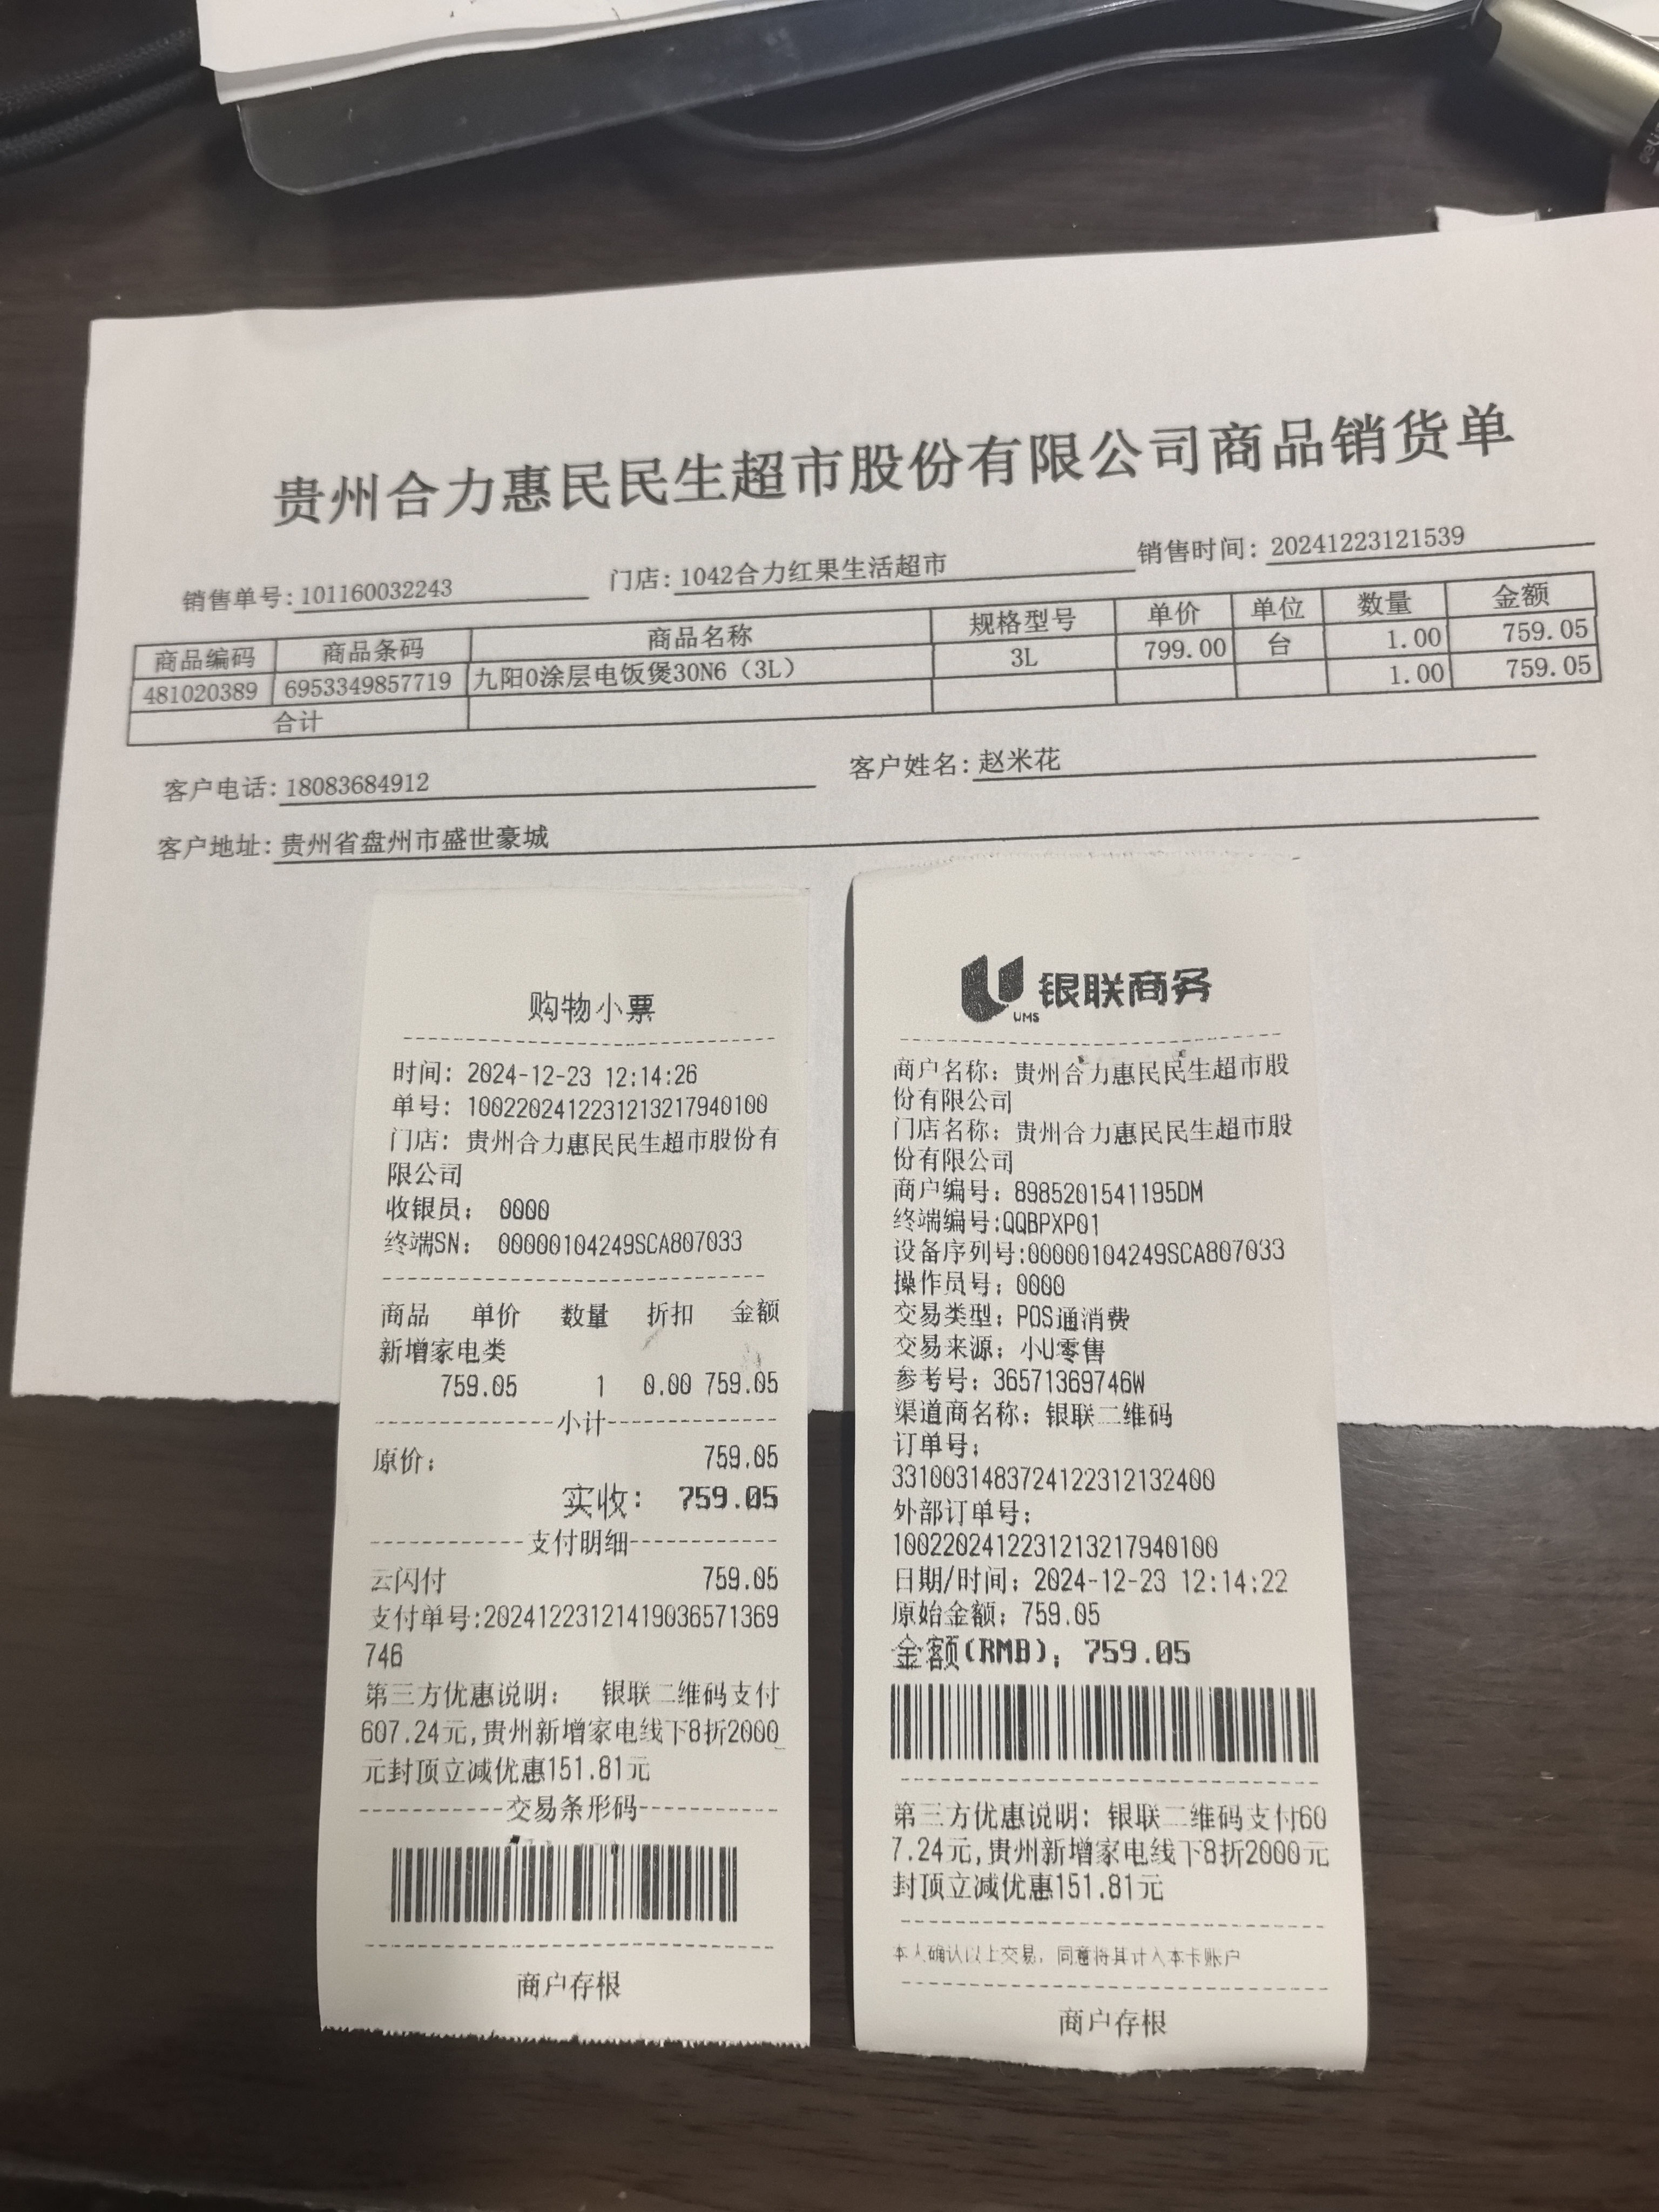 贵州合力惠民民生超市股份有限公司商品销货单
销售单号:101160032243 门店:1042合力红果生活超市 销售时间:20241223121539
商品编码 商品条码 商品名称 规格型号 单价 单位 数量 金额
481020389 6953349857719 九阳0涂层电饭煲30N6（3L） 3L 799.00 台 1.00 759.05
合计 1.00 759.05
客户电话:18083684912 客户姓名:赵米花
客户地址:贵州省盘州市盛世豪城
购物小票
时间: 2024-12-23 12:14:26
单号: 10022024122312132179401​00
门店: 贵州合力惠民民生超市股份有
限公司
收银员: 0000
终端SN: 00000104249SCA807033
商品 单价 数量 折扣 金额
新增家电类
759.05 1 0.00 759.05
小计
原价: 759.05
实收: 759.05
支付明细
云闪付 759.05
支付单号:20241223121419036571369
746
第三方优惠说明: 银联二维码支付
607.24元,贵州新增家电线下8折2000
元封顶立减优惠151.81元
交易条形码
商户存根
银联商务
UMS
商户名称: 贵州合力惠民民生超市股
份有限公司
门店名称: 贵州合力惠民民生超市股
份有限公司
商户编号: 8985201541195DM
终端编号:QQBPXP01
设备序列号:00000104249SCA807033
操作员号: 0000
交易类型: POS通消费
交易来源: 小U零售
参考号: 36571369746W
渠道商名称: 银联二维码
订单号:
3310031483724122312132400
外部订单号:
1002202412231213217940100
日期/时间: 2024-12-23 12:14:22
原始金额: 759.05
金额(RMB): 759.05
第三方优惠说明: 银联二维码支付60
7.24元,贵州新增家电线下8折2000元
封顶立减优惠151.81元
本人确认以上交易, 同意将其计入本卡账户
商户存根